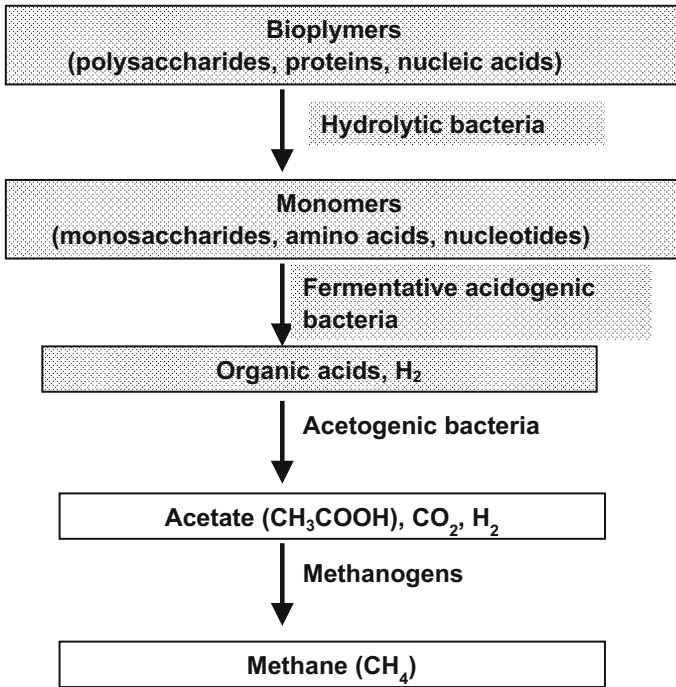 Bioplymers
(polysaccharides, proteins, nucleic acids)
Hydrolytic bacteria
Monomers
(monosaccharides, amino acids, nucleotides)
Fermentative acidogenic
bacteria
Organic acids, H₂
Acetogenic bacteria
Acetate (CH₃COOH), CO₂, H₂
Methanogens
Methane (CH₄)